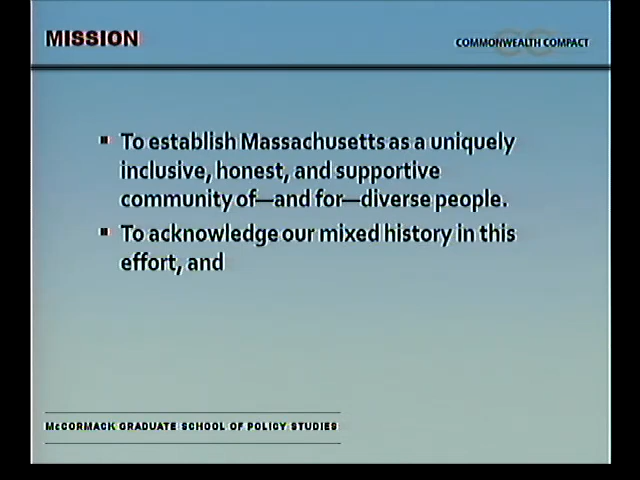 MISSION
COMMONWEALTH COMPACT
▪ To establish Massachusetts as a uniquely
inclusive, honest, and supportive
community of—and for—diverse people.
▪ To acknowledge our mixed history in this
effort, and
McCORMACK GRADUATE SCHOOL OF POLICY STUDIES